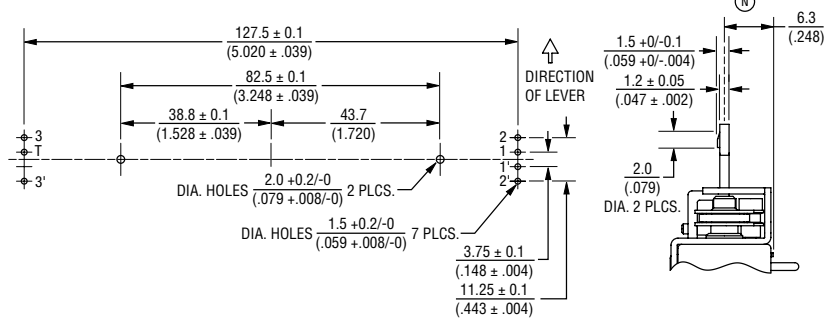 N
127.5 ± 0.1
(5.020 ± .039)
82.5 ± 0.1
(3.248 ± .039)
38.8 ± 0.1
(1.528 ± .039)
43.7
(1.720)
DIRECTION
OF LEVER
3
T
3'
2
1
1'
2'
DIA. HOLES 2.0 +0.2/-0 2 PLCS.
(.079 +.008/-0)
DIA. HOLES 1.5 +0.2/-0 7 PLCS.
(.059 +.008/-0)
3.75 ± 0.1
(.148 ± .004)
11.25 ± 0.1
(.443 ± .004)
6.3
(.248)
1.5 +0/-0.1
(.059 +0/-.004)
1.2 ± 0.05
(.047 ± .002)
2.0
(.079)
DIA. 2 PLCS.